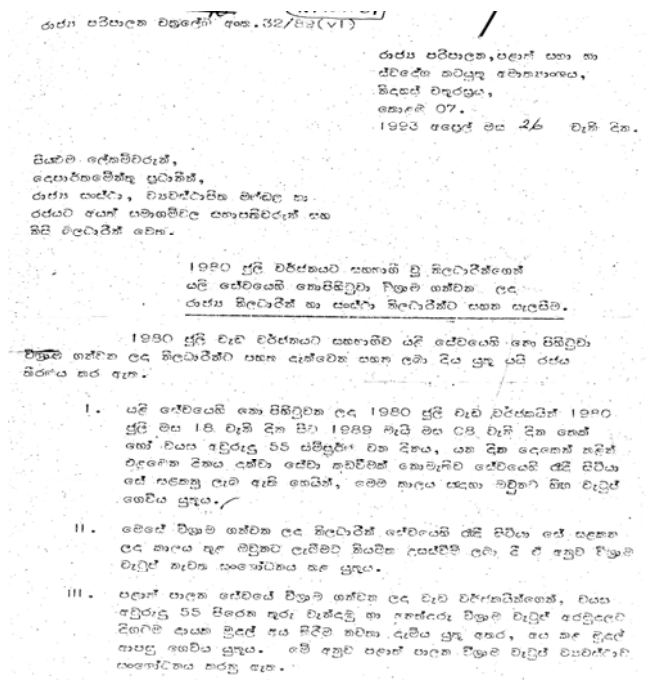 රාජ්‍ය පරිපාලන චක්‍රලේඛ අංක.32/89(vi)
රාජ්‍ය පරිපාලන,පළාත් සභා හා
ස්වදේශ කටයුතු අමාත්‍යාංශය,
නිදහස් චතුරශ්‍රය,
කොළඹ 07.
1993 අප්‍රේල් මස 26 වැනි දින.
සියළුම ලේකම්වරුන්,
දෙපාර්තමේන්තු ප්‍රධානීන්,
රාජ්‍ය සංස්ථා, ව්‍යවස්ථාපිත මණ්ඩල හා
රජයට අයත් සමාගම්වල සභාපතිවරුන් සහ
නිසි බලධාරීන් වෙත.
1980 ජුලි වර්ජනයට සහභාගී වූ නිලධාරීන්ගෙන්
යළි සේවයෙහි නොපිහිටුවා විශ්‍රාම ගන්වන ලද
රාජ්‍ය නිලධාරීන් හා සංස්ථා නිලධාරීන්ට සහන සැලසීම.
1980 ජුලි වැඩ වර්ජනයට සහභාගීව යළි සේවයෙහි නො පිහිටුවා
විශ්‍රාම ගන්වන ලද නිලධාරීන්ට පහත දැක්වෙන සහන ලබා දිය යුතු යයි රජය
තීරණය කර ඇත.
I. යළි සේවයෙහි නො පිහිටුවන ලද 1980 ජුලි වැඩ වර්ජකයින් 1980
ජුලි මස 18 වැනි දින සිට 1989 මැයි මස 08 වැනි දින තෙක්
හෝ වයස අවුරුදු 55 සම්පූර්ණ වන දිනය, යන දින දෙකෙන් කලින්
එළඹෙන දිනය දක්වා සේවා කඩවීමක් නොමැතිව සේවයෙහි රැඳී සිටියා
සේ සළකනු ලැබ ඇති හෙයින්, මෙම කාලය සඳහා ඔවුනට හිඟ වැටුප්
ගෙවිය යුතුය.
II. මෙසේ විශ්‍රාම ගන්වන ලද නිලධාරීන් සේවයෙහි රැඳී සිටියා සේ සළකන
ලද කාලය තුළ ඔවුනට ලැබීමට නියමිත උසස්වීම් ලබා දී ඒ අනුව විශ්‍රාම
වැටුප් නැවත සංශෝධනය කළ යුතුය.
III. පළාත් පාලන සේවයේ විශ්‍රාම ගන්වන ලද වැඩ වර්ජකයින්ගෙන්, වයස
අවුරුදු 55 පිරෙන තුරු වැන්දඹු හා අනත්දරු විශ්‍රාම වැටුප් අරමුදලට
දිගටම දායක මුදල් අය කිරීම නවතා දැමිය යුතු අතර, අය කළ මුදල්
ආපසු ගෙවිය යුතුය. මේ අනුව පළාත් පාලන විශ්‍රාම වැටුප් ව්‍යවස්ථාව
සංශෝධනය කරනු ඇත.